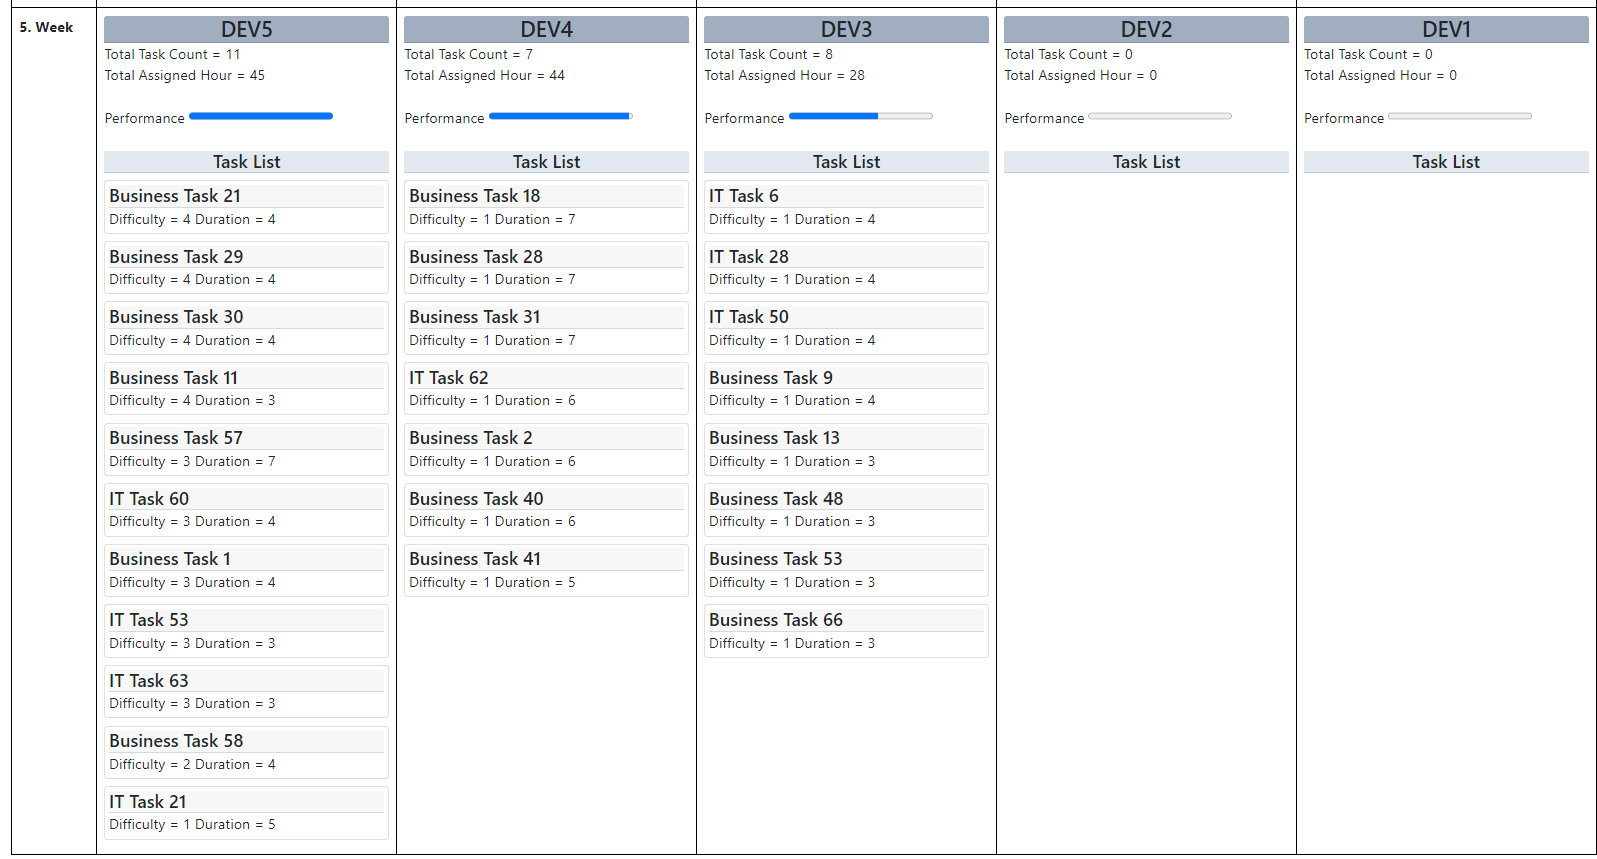 5. Week
DEV5
Total Task Count = 11
Total Assigned Hour = 45
Performance
Task List
Business Task 21
Difficulty = 4 Duration = 4
Business Task 29
Difficulty = 4 Duration = 4
Business Task 30
Difficulty = 4 Duration = 4
Business Task 11
Difficulty = 4 Duration = 3
Business Task 57
Difficulty = 3 Duration = 7
IT Task 60
Difficulty = 3 Duration = 4
Business Task 1
Difficulty = 3 Duration = 4
IT Task 53
Difficulty = 3 Duration = 3
IT Task 63
Difficulty = 3 Duration = 3
Business Task 58
Difficulty = 2 Duration = 4
IT Task 21
Difficulty = 1 Duration = 5
DEV4
Total Task Count = 7
Total Assigned Hour = 44
Performance
Task List
Business Task 18
Difficulty = 1 Duration = 7
Business Task 28
Difficulty = 1 Duration = 7
Business Task 31
Difficulty = 1 Duration = 7
IT Task 62
Difficulty = 1 Duration = 6
Business Task 2
Difficulty = 1 Duration = 6
Business Task 40
Difficulty = 1 Duration = 6
Business Task 41
Difficulty = 1 Duration = 5
DEV3
Total Task Count = 8
Total Assigned Hour = 28
Performance
Task List
IT Task 6
Difficulty = 1 Duration = 4
IT Task 28
Difficulty = 1 Duration = 4
IT Task 50
Difficulty = 1 Duration = 4
Business Task 9
Difficulty = 1 Duration = 4
Business Task 13
Difficulty = 1 Duration = 3
Business Task 48
Difficulty = 1 Duration = 3
Business Task 53
Difficulty = 1 Duration = 3
Business Task 66
Difficulty = 1 Duration = 3
DEV2
Total Task Count = 0
Total Assigned Hour = 0
Performance
Task List
DEV1
Total Task Count = 0
Total Assigned Hour = 0
Performance
Task List